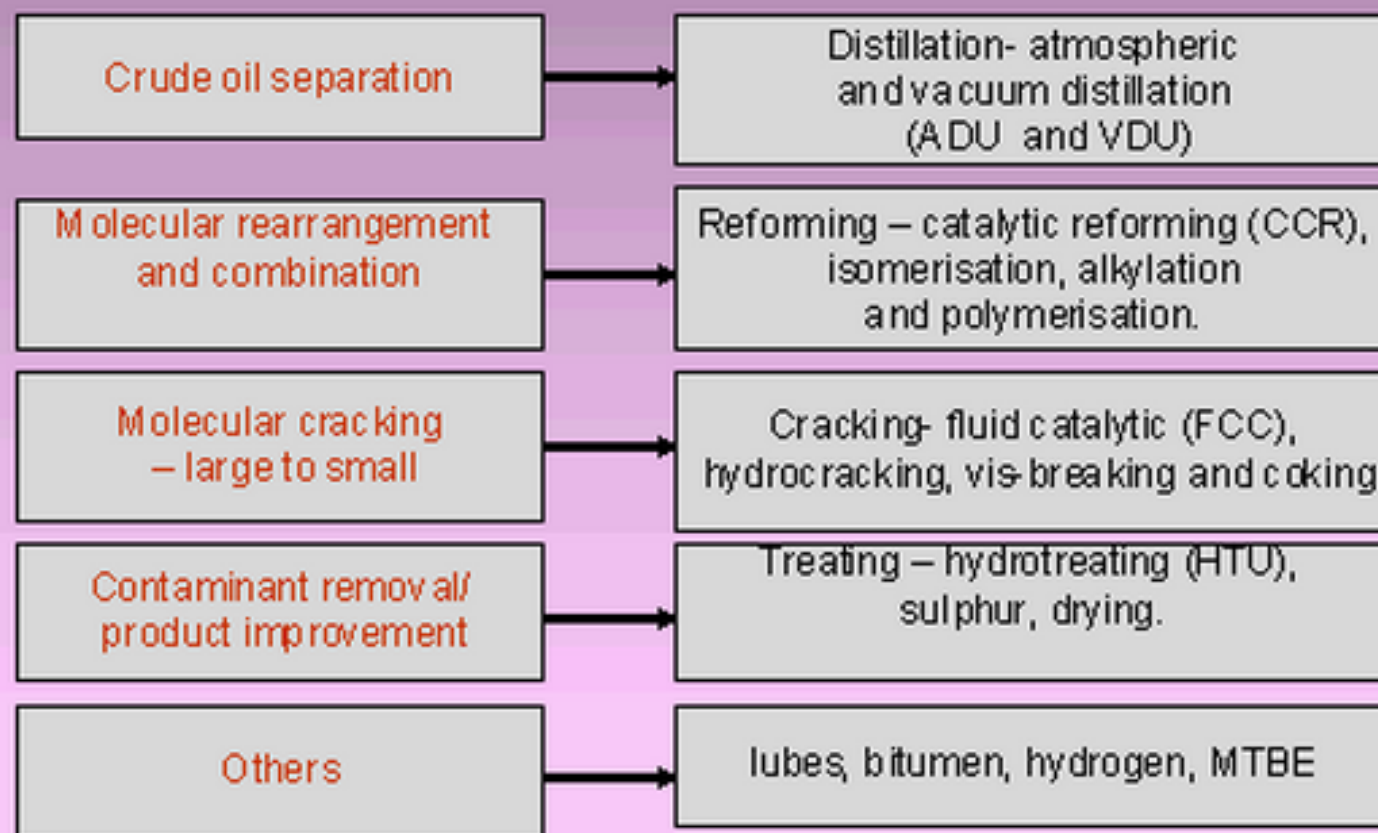 Crude oil separation
Distillation- atmospheric
and vacuum distillation
(ADU and VDU)
Molecular rearrangement
and combination
Reforming – catalytic reforming (CCR),
isomerisation, alkylation
and polymerisation.
Molecular cracking
– large to small
Cracking- fluid catalytic (FCC),
hydrocracking, vis-breaking and coking
Contaminant removal/
product improvement
Treating – hydrotreating (HTU),
sulphur, drying.
Others
lubes, bitumen, hydrogen, MTBE